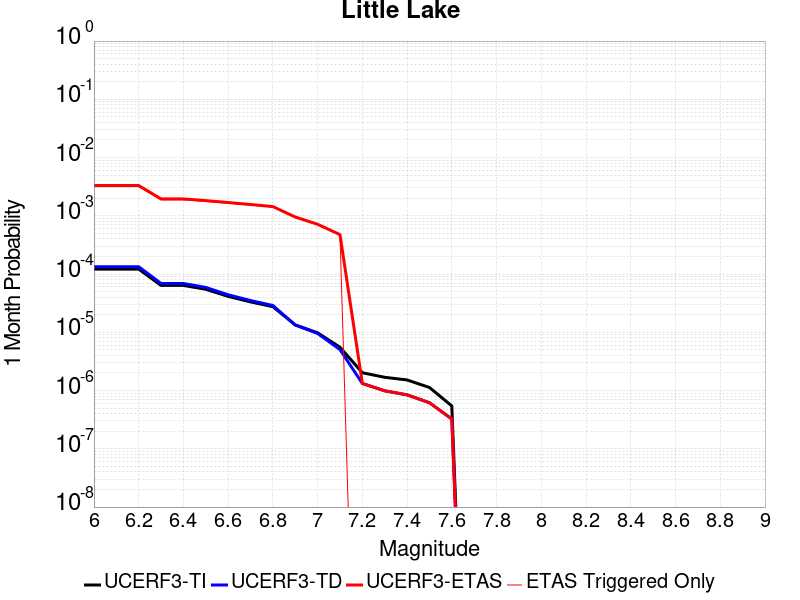 Little Lake
10 0
10 -1
10 -2
10 -3
10 -4
10 -5
10 -6
10 -7
10 -8
1 Month Probability
6 6.2 6.4 6.6 6.8 7 7.2 7.4 7.6 7.8 8 8.2 8.4 8.6 8.8 9
Magnitude
UCERF3-TI UCERF3-TD UCERF3-ETAS ETAS Triggered Only